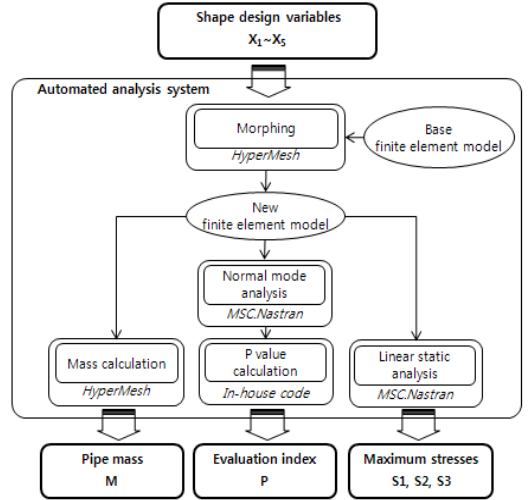 Shape design variables
X₁~X₅
Automated analysis system
Morphing
HyperMesh
Base
finite element model
New
finite element model
Normal mode
analysis
MSC.Nastran
Mass calculation
HyperMesh
P value
calculation
In-house code
Linear static
analysis
MSC.Nastran
Pipe mass
M
Evaluation index
P
Maximum stresses
S1, S2, S3